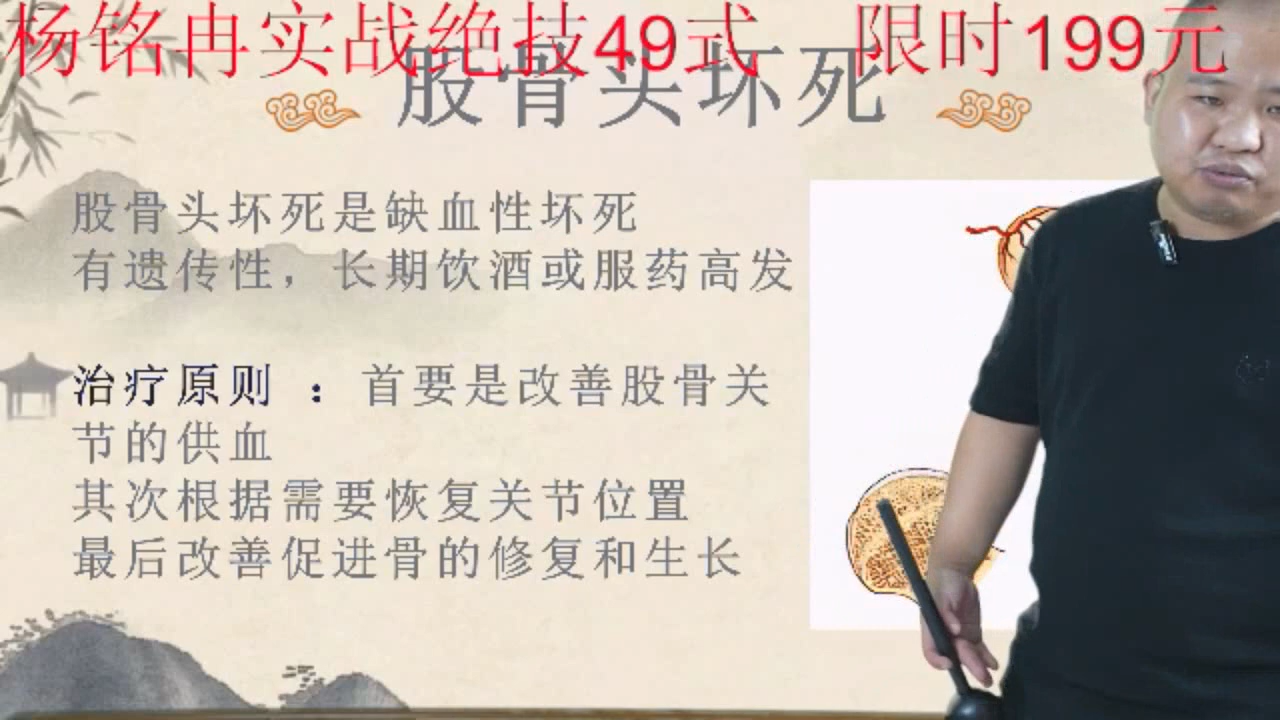 杨铭冉实战绝技49式 限时199元
股骨头坏死
股骨头坏死是缺血性坏死
有遗传性，长期饮酒或服药高发
治疗原则 ：首要是改善股骨关
节的供血
其次根据需要恢复关节位置
最后改善促进骨的修复和生长